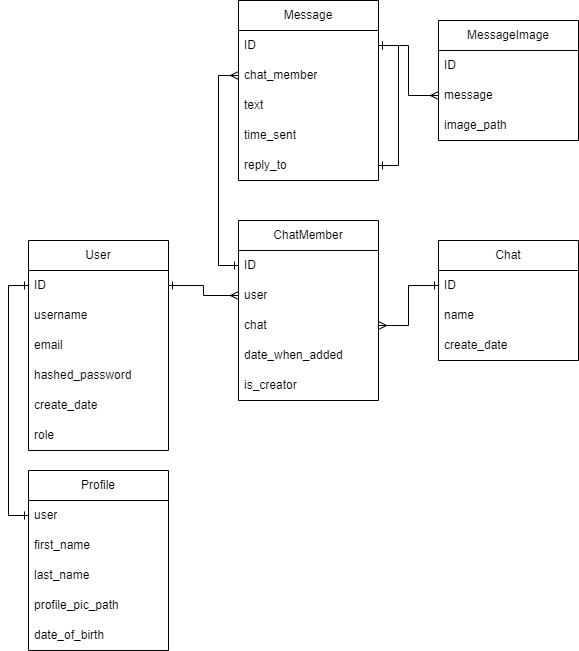 Message
ID
chat_member
text
time_sent
reply_to
MessageImage
ID
message
image_path
User
ID
username
email
hashed_password
create_date
role
ChatMember
ID
user
chat
date_when_added
is_creator
Chat
ID
name
create_date
Profile
user
first_name
last_name
profile_pic_path
date_of_birth